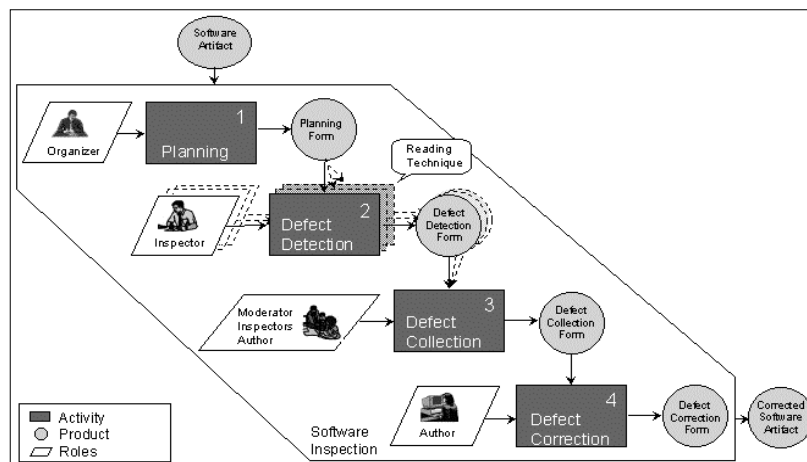 Software
Artifact
1
Planning
Organizer
Planning
Form
Reading
Technique
2
Defect
Detection
Inspector
Defect
Detection
Form
3
Defect
Collection
Moderator
Inspectors
Author
Defect
Collection
Form
4
Defect
Correction
Author
Defect
Correction
Form
Corrected
Software
Artifact
Activity
Product
Roles
Software
Inspection